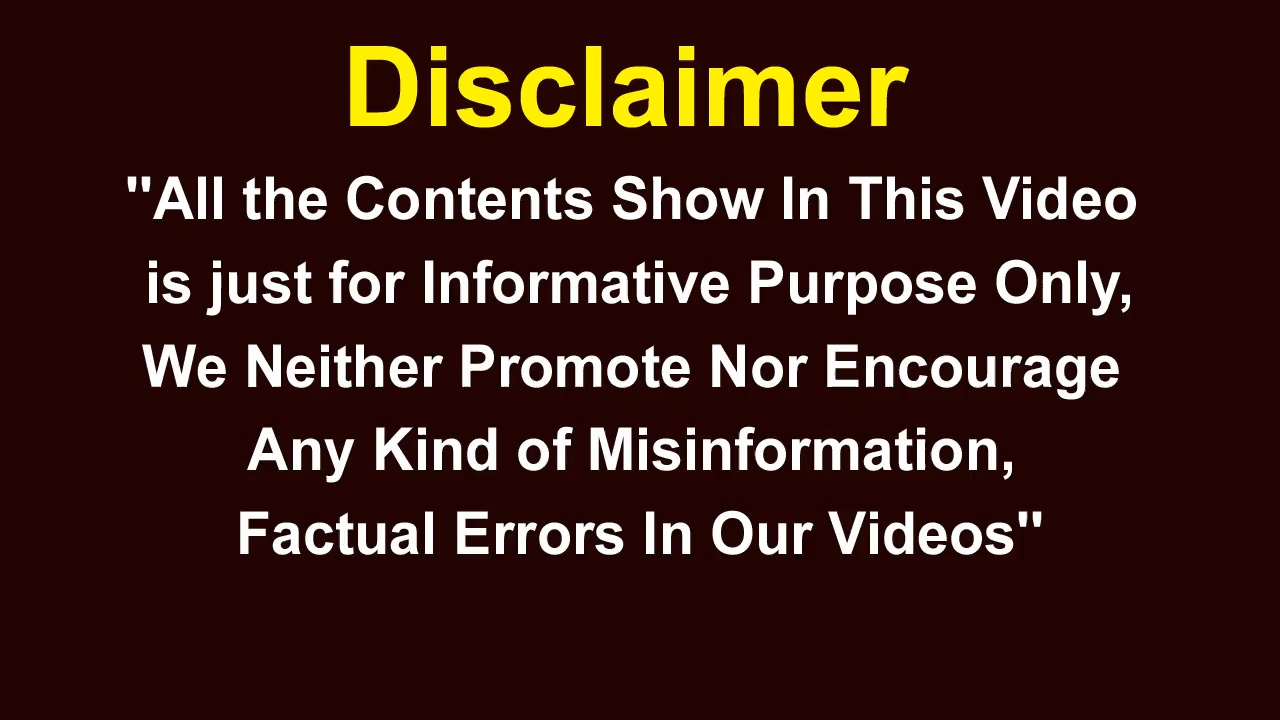 Disclaimer
"All the Contents Show In This Video
is just for Informative Purpose Only,
We Neither Promote Nor Encourage
Any Kind of Misinformation,
Factual Errors In Our Videos"